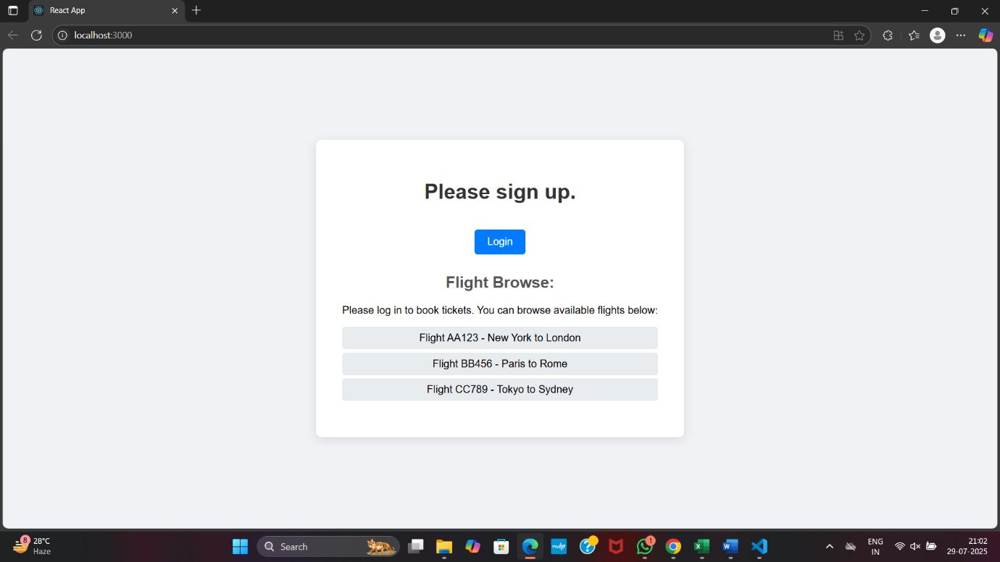 React App
localhost:3000
Please sign up.
Login
Flight Browse:
Please log in to book tickets. You can browse available flights below:
Flight AA123 - New York to London
Flight BB456 - Paris to Rome
Flight CC789 - Tokyo to Sydney
8
28°C
Haze
Search
myhp
?
1
X
W
ENG
IN
21:02
29-07-2025